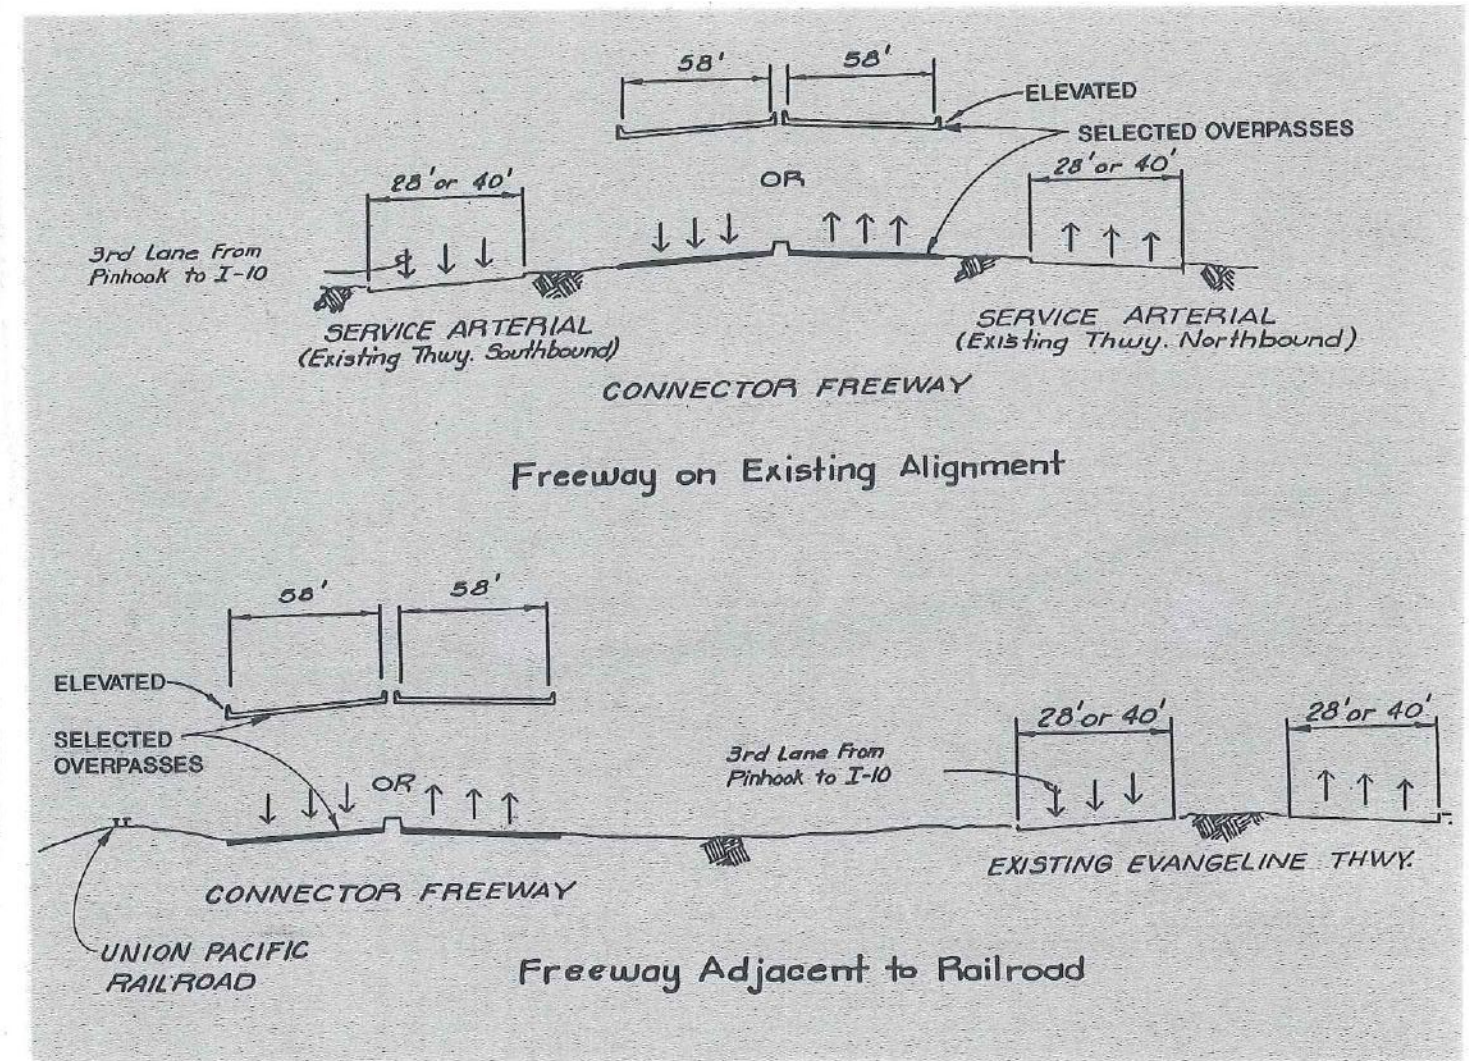 58' 58'
ELEVATED
SELECTED OVERPASSES
28' or 40' OR 28' or 40'
3rd Lane From
Pinhook to I-10
SERVICE ARTERIAL
(Existing Thwy. Southbound)
SERVICE ARTERIAL
(Existing Thwy. Northbound)
CONNECTOR FREEWAY
Freeway on Existing Alignment
58' 58'
ELEVATED
SELECTED
OVERPASSES
OR
3rd Lane From
Pinhook to I-10
28' or 40' 28' or 40'
EXISTING EVANGELINE THWY.
CONNECTOR FREEWAY
UNION PACIFIC
RAILROAD
Freeway Adjacent to Railroad